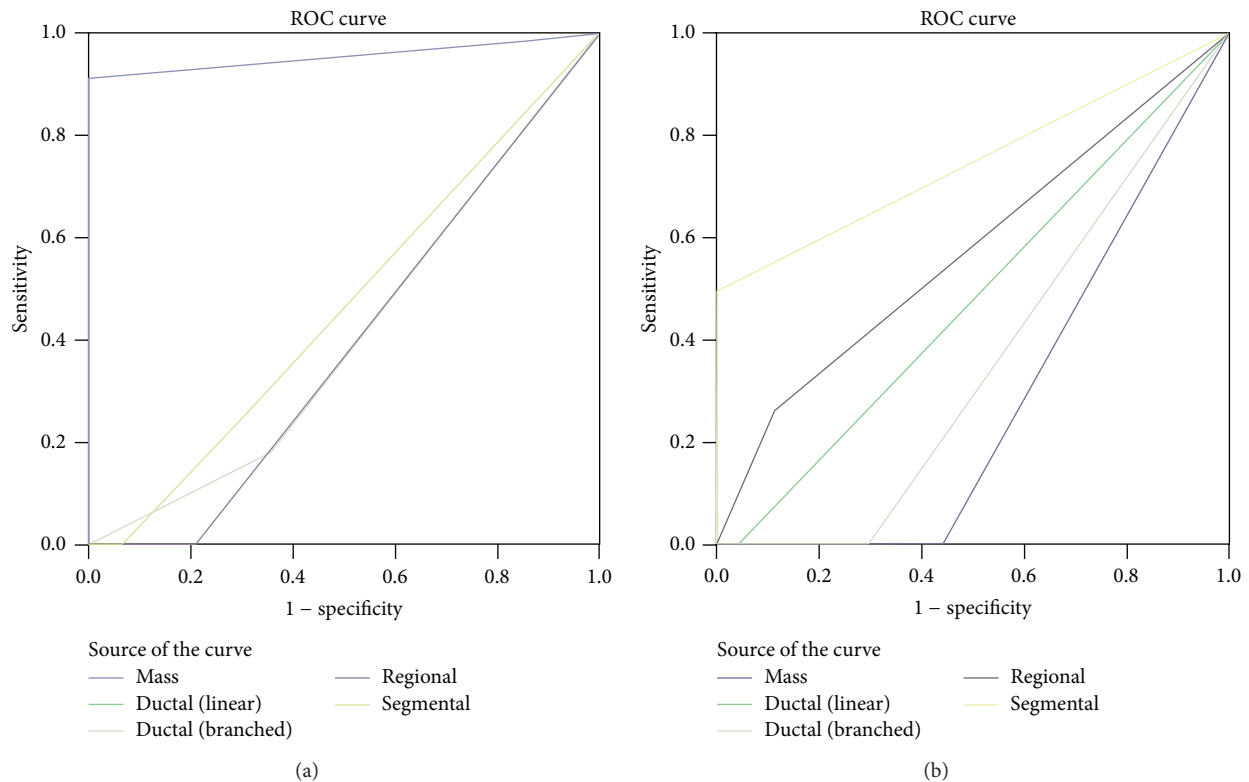 ROC curve
1.0
0.8
0.6
0.4
0.2
0.0
Sensitivity
0.0 0.2 0.4 0.6 0.8 1.0
1 − specificity
Source of the curve
Mass
Ductal (linear)
Ductal (branched)
Regional
Segmental
(a)
ROC curve
1.0
0.8
0.6
0.4
0.2
0.0
Sensitivity
0.0 0.2 0.4 0.6 0.8 1.0
1 − specificity
Source of the curve
Mass
Ductal (linear)
Ductal (branched)
Regional
Segmental
(b)